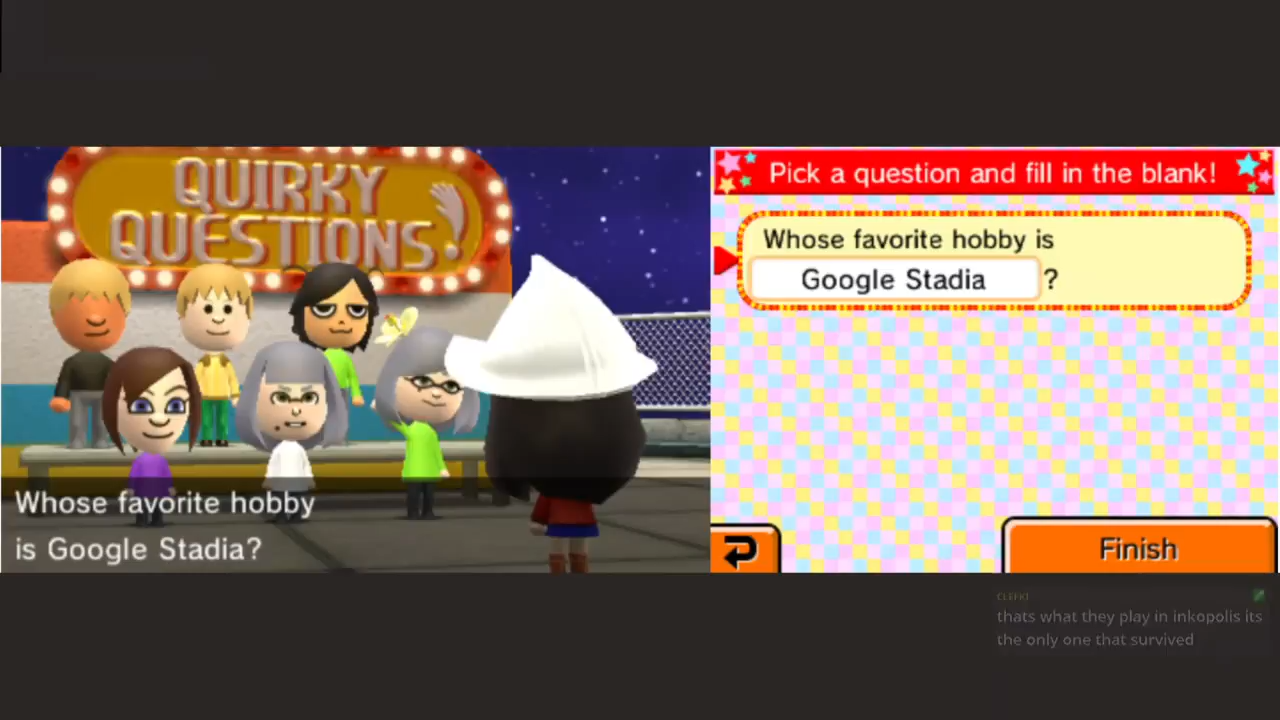 QUIRKY
QUESTIONS!
Whose favorite hobby
is Google Stadia?
Pick a question and fill in the blank!
Whose favorite hobby is
Google Stadia ?
Finish
CLEFKI
thats what they play in inkopolis its
the only one that survived